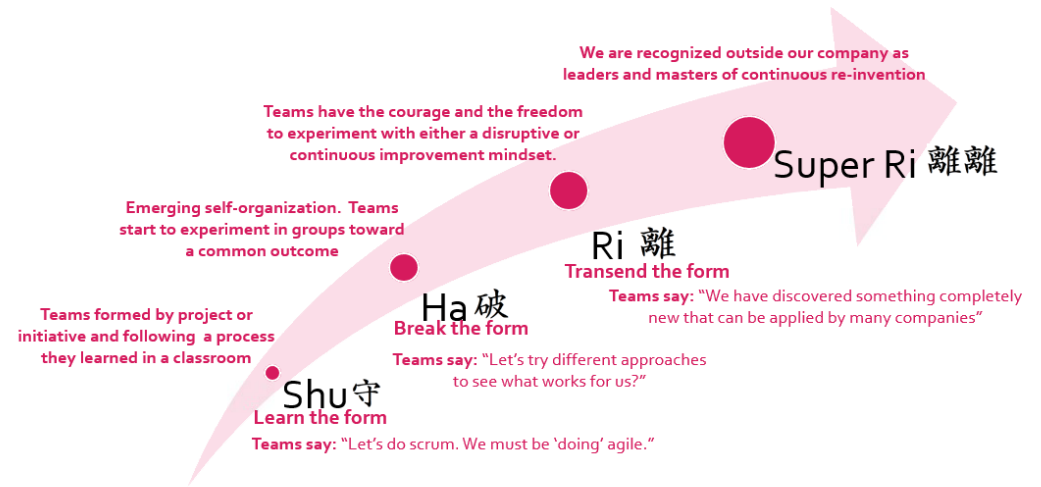 We are recognized outside our company as
leaders and masters of continuous re-invention
Super Ri 離離
Teams have the courage and the freedom
to experiment with either a disruptive or
continuous improvement mindset.
Ri 離
Transend the form
Teams say: “We have discovered something completely
new that can be applied by many companies”
Emerging self-organization. Teams
start to experiment in groups toward
a common outcome
Ha 破
Break the form
Teams say: “Let’s try different approaches
to see what works for us?”
Teams formed by project or
initiative and following a process
they learned in a classroom
Shu守
Learn the form
Teams say: “Let’s do scrum. We must be ‘doing’ agile.”